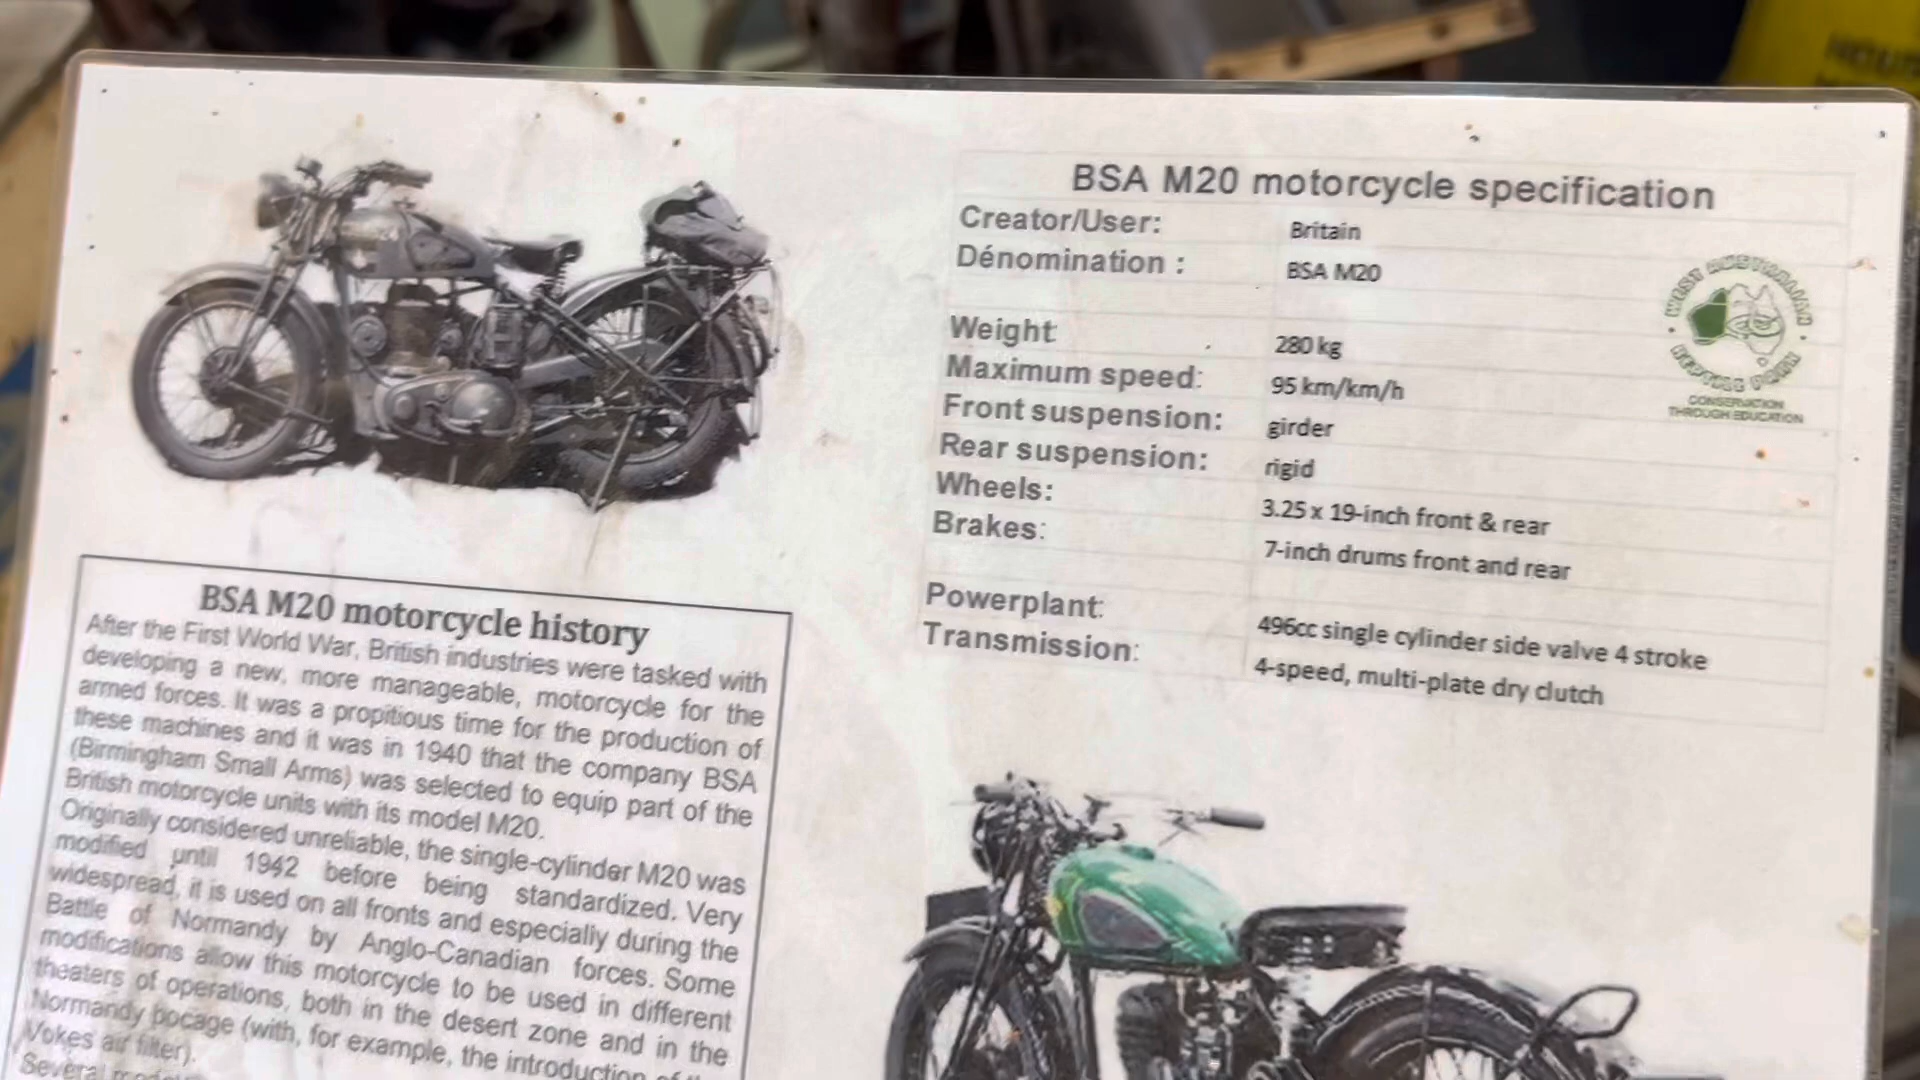 HOUS
BSA M20 motorcycle specification
Creator/User: Britain
Dénomination : BSA M20
Weight: 280 kg
Maximum speed: 95 km/km/h
Front suspension: girder
Rear suspension: rigid
Wheels: 3.25 x 19-inch front & rear
Brakes: 7-inch drums front and rear
Powerplant: 496cc single cylinder side valve 4 stroke
Transmission: 4-speed, multi-plate dry clutch
WEST AUSTRALIAN
REPTILE PARK
CONSERVATION
THROUGH EDUCATION
BSA M20 motorcycle history
After the First World War, British industries were tasked with
developing a new, more manageable, motorcycle for the
armed forces. It was a propitious time for the production of
these machines and it was in 1940 that the company BSA
(Birmingham Small Arms) was selected to equip part of the
British motorcycle units with its model M20.
Originally considered unreliable, the single-cylinder M20 was
modified until 1942 before being standardized. Very
widespread, it is used on all fronts and especially during the
Battle of Normandy by Anglo-Canadian forces. Some
modifications allow this motorcycle to be used in different
theaters of operations, both in the desert zone and in the
Normandy bocage (with, for example, the introduction of
Vokes air filter).
Several